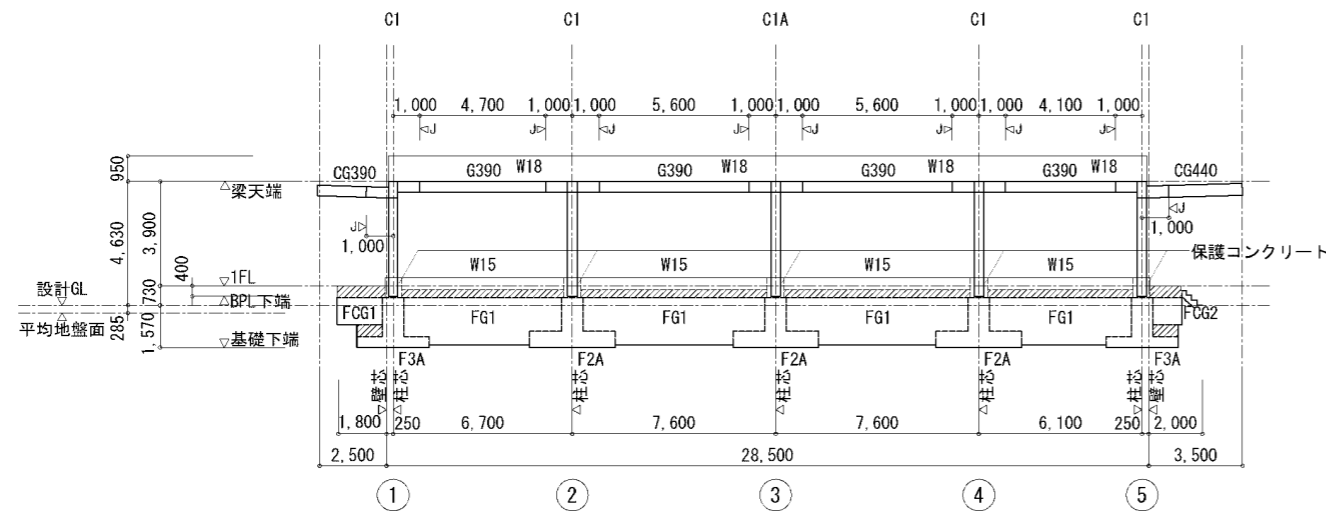 C1 C1 C1A C1 C1
1,000 4,700 1,000 1,000 5,600 1,000 1,000 5,600 1,000 1,000 4,100 1,000
J J J J J J J J
950
CG390 G390 W18 G390 W18 G390 W18 G390 W18 CG440
梁天端
J J
1,000 1,000
4,630 3,900
保護コンクリート
W15 W15 W15 W15
400
1FL
設計GL
730
BPL下端
FCG1 FG1 FG1 FG1 FG1 FCG2
平均地盤面
285 1,570
基礎下端
F3A F2A F2A F2A F3A
壁芯 柱芯 柱芯 柱芯 柱芯 柱芯 壁芯
1,800 250 6,700 7,600 7,600 6,100 250 2,000
2,500 28,500 3,500
1 2 3 4 5